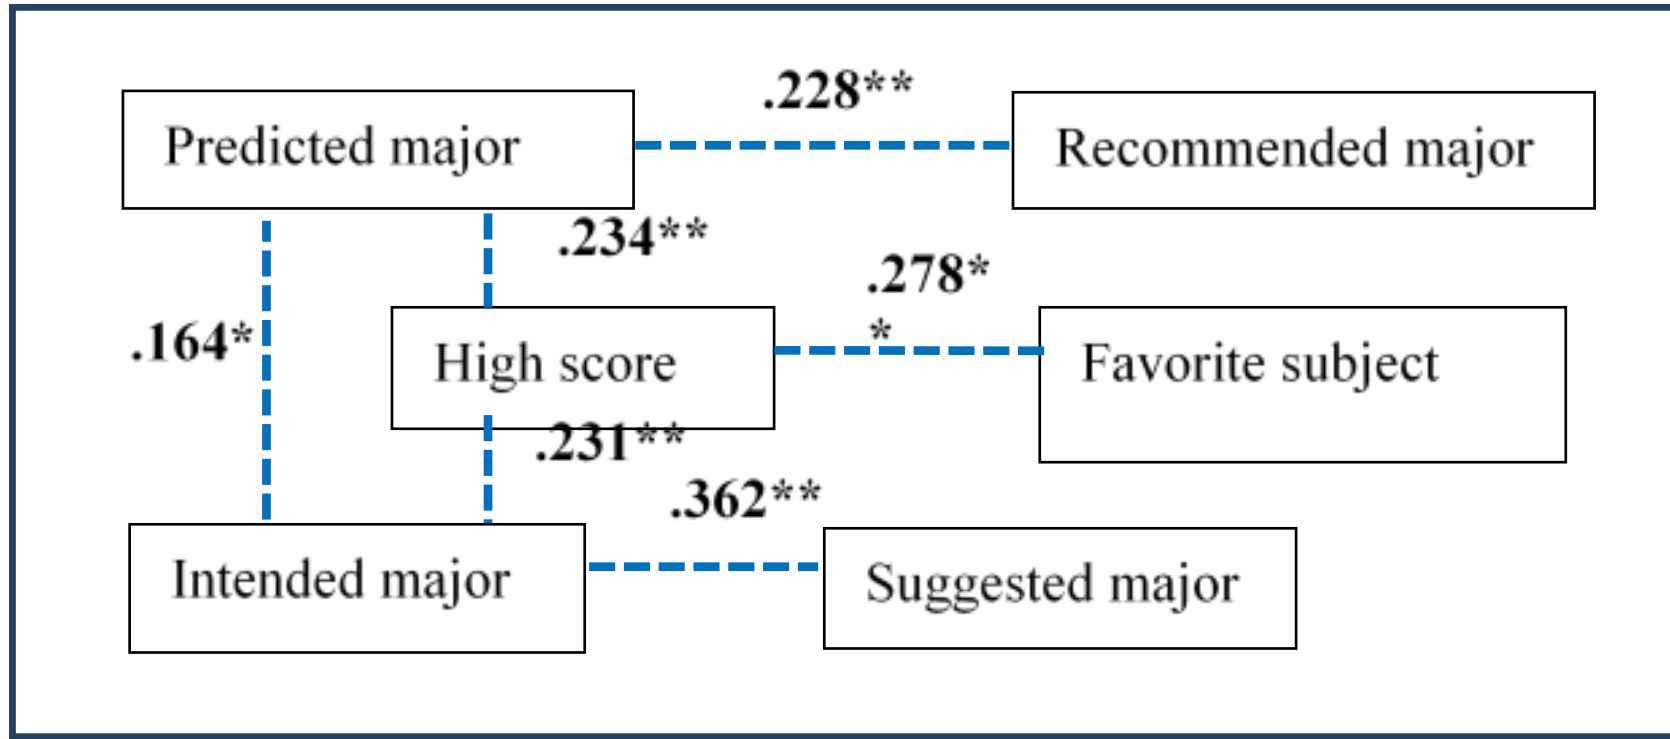 .228**
Predicted major
Recommended major
.234**
.278*
*
.164*
High score
Favorite subject
.231**
.362**
Intended major
Suggested major